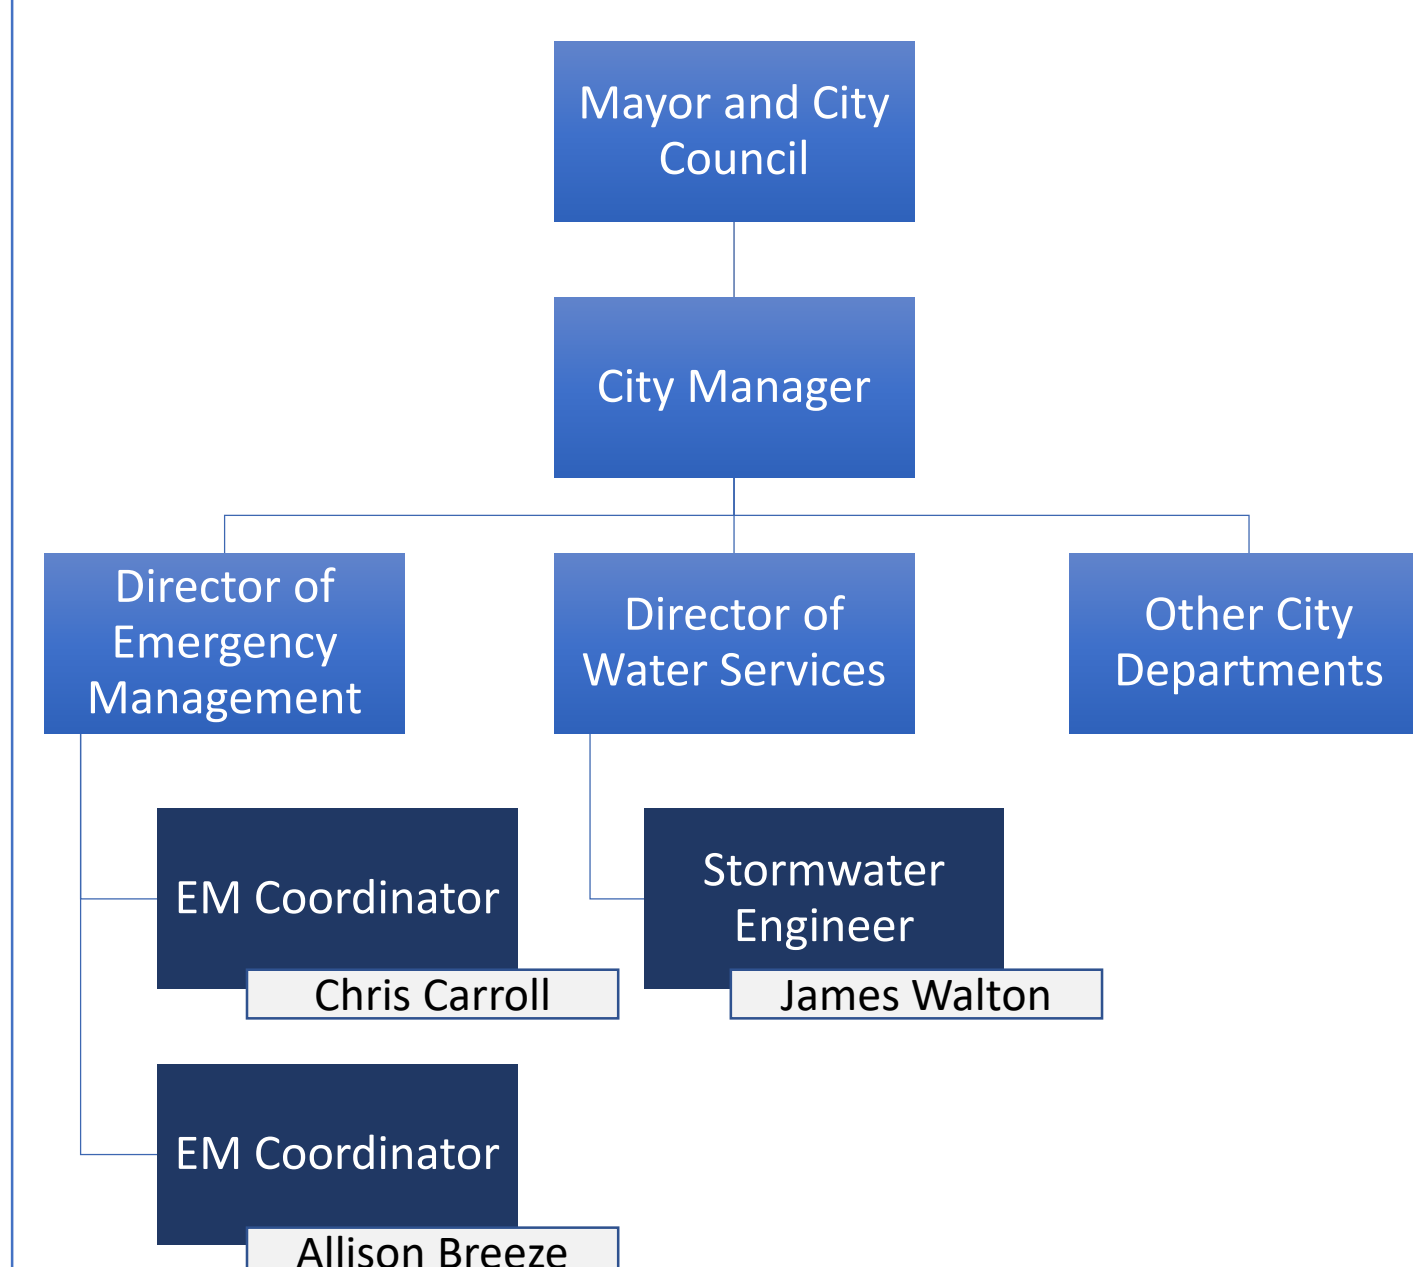 Mayor and City
Council
City Manager
Director of
Emergency
Management
Director of
Water Services
Other City
Departments
EM Coordinator
Chris Carroll
Stormwater
Engineer
James Walton
EM Coordinator
Allison Breeze